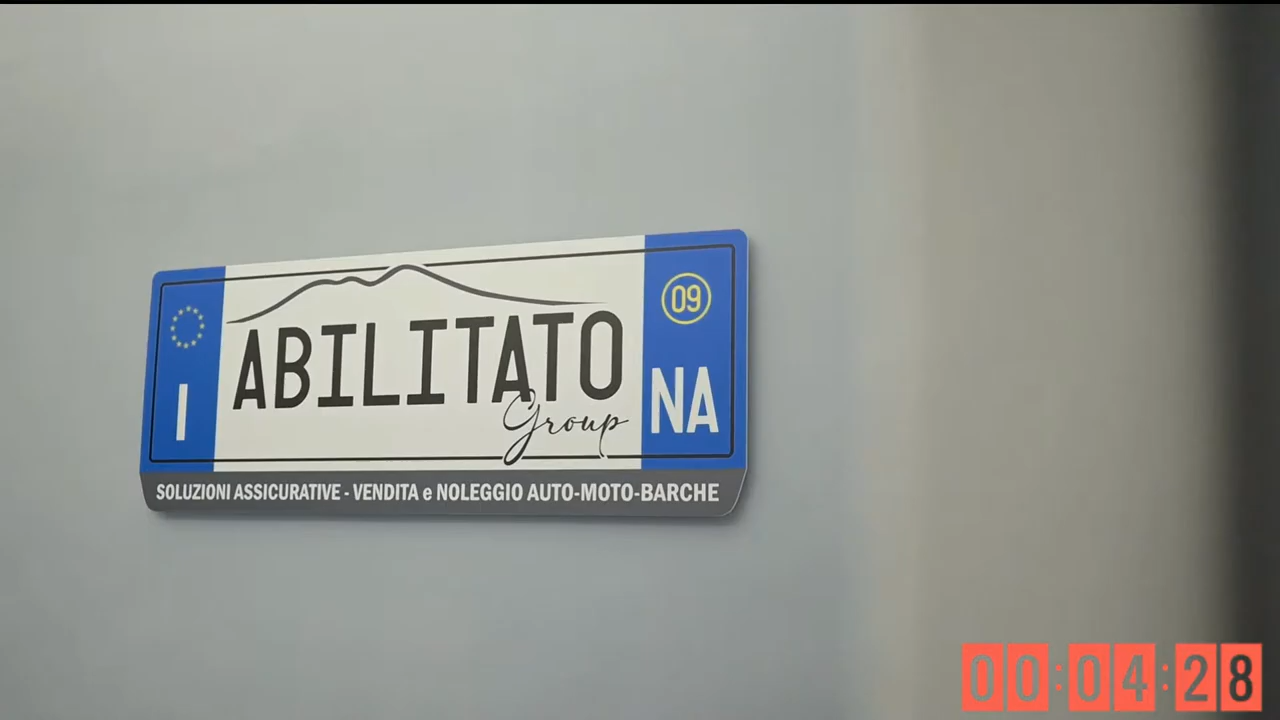 I
ABILITATO
Group
09
NA
SOLUZIONI ASSICURATIVE - VENDITA e NOLEGGIO AUTO-MOTO-BARCHE
00:04:28